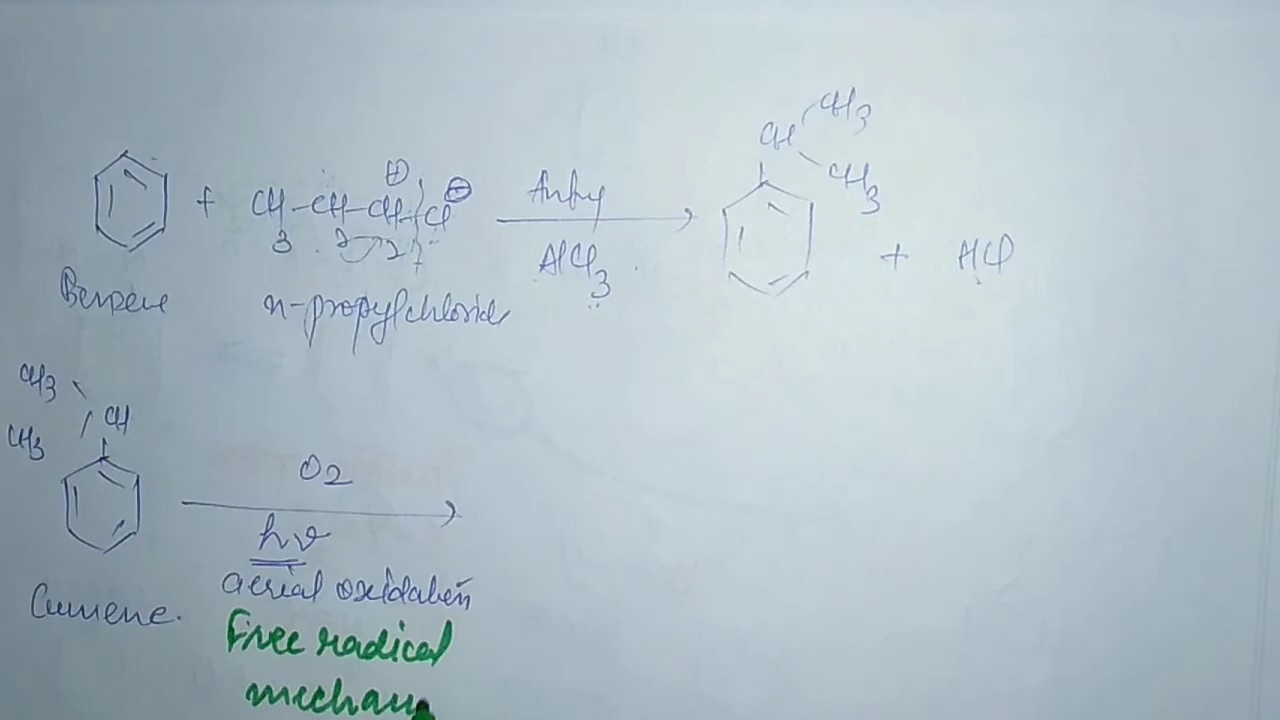 CH3
CH
CH3
+ CH3-CH2-CH2 ⊕ Cl ⊖
Anhy
AlCl3
+ HCl
Benzene
n-propylchloride
CH3
CH
CH3
O2
hν
aerial oxidation
Cumene.
Free radical
mechan